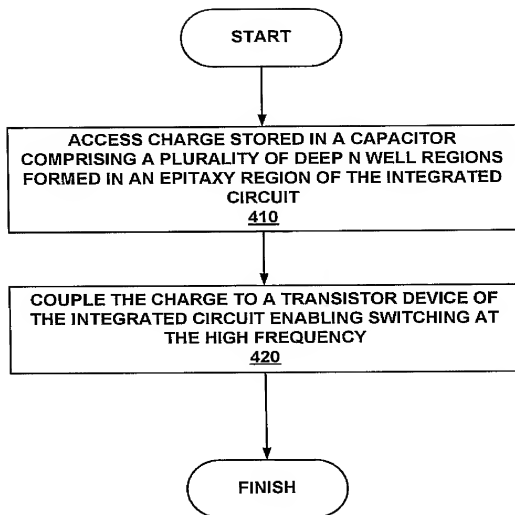 START
ACCESS CHARGE STORED IN A CAPACITOR
COMPRISING A PLURALITY OF DEEP N WELL REGIONS
FORMED IN AN EPITAXY REGION OF THE INTEGRATED
CIRCUIT
410
COUPLE THE CHARGE TO A TRANSISTOR DEVICE OF
THE INTEGRATED CIRCUIT ENABLING SWITCHING AT
THE HIGH FREQUENCY
420
FINISH